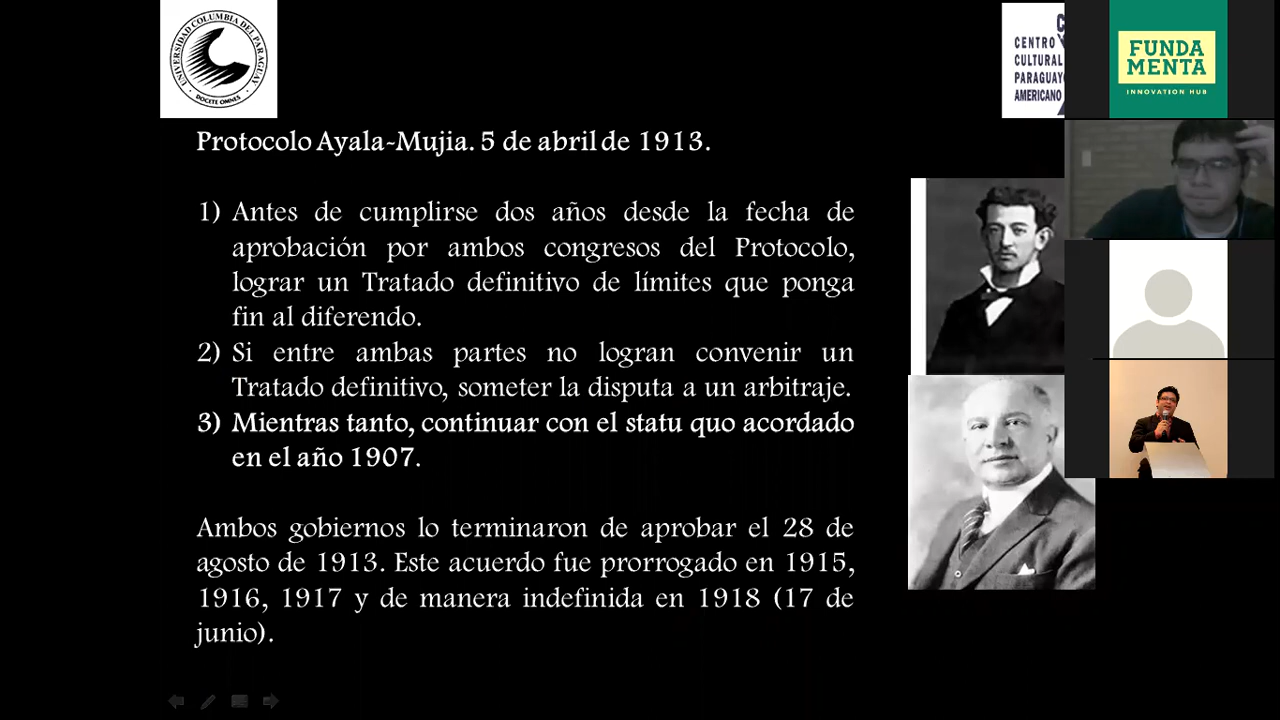 UNIVERSIDAD COLUMBIA DEL PARAGUAY
DOCETE OMNES
CENTRO
CULTURAL
PARAGUAYO
AMERICANO
FUNDA
MENTA
INNOVATION HUB
Protocolo Ayala-Mujia. 5 de abril de 1913.
1) Antes de cumplirse dos años desde la fecha de
aprobación por ambos congresos del Protocolo,
lograr un Tratado definitivo de límites que ponga
fin al diferendo.
2) Si entre ambas partes no logran convenir un
Tratado definitivo, someter la disputa a un arbitraje.
3) Mientras tanto, continuar con el statu quo acordado
en el año 1907.
Ambos gobiernos lo terminaron de aprobar el 28 de
agosto de 1913. Este acuerdo fue prorrogado en 1915,
1916, 1917 y de manera indefinida en 1918 (17 de
junio).